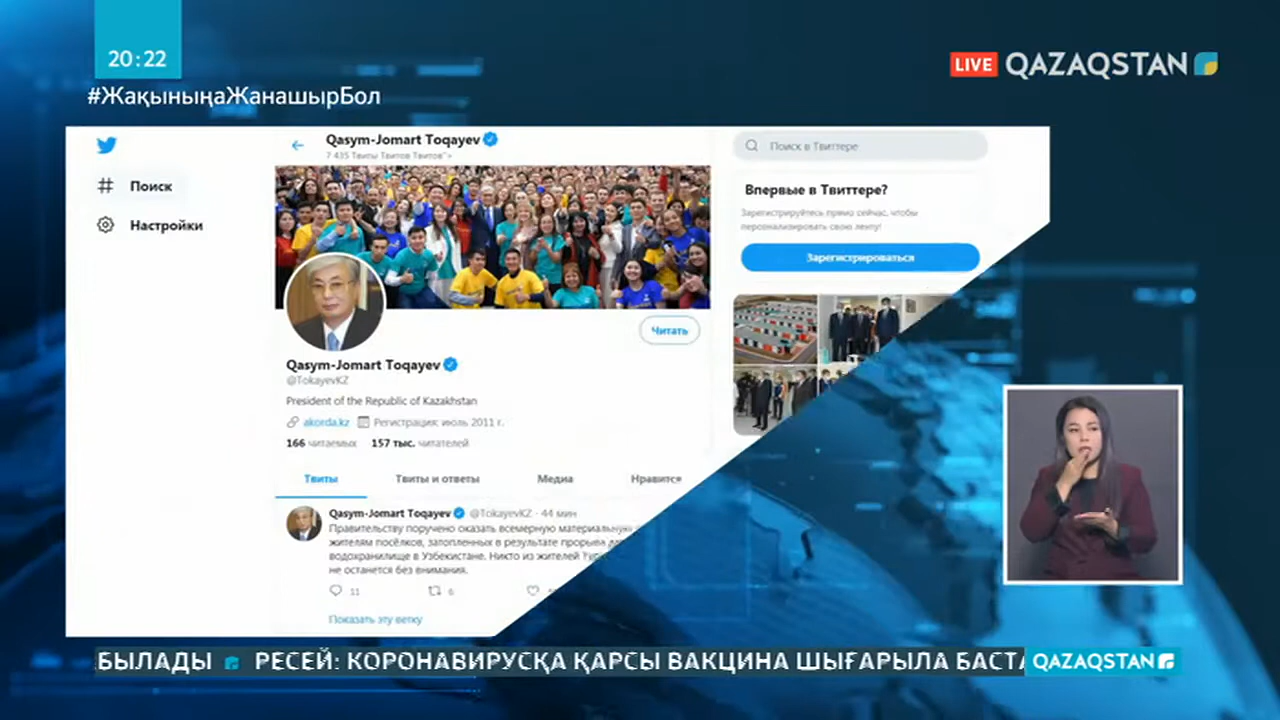 20:22
LIVE QAZAQSTAN
#ЖақыныңаЖанашырБол
Qasym-Jomart Toqayev
7 435 Твиты Твитов Твитов">
Поиск в Твиттере
Поиск
Настройки
Впервые в Твиттере?
Зарегистрируйтесь прямо сейчас, чтобы
персонализировать свою ленту!
Зарегистрироваться
Читать
Qasym-Jomart Toqayev
@TokayevKZ
President of the Republic of Kazakhstan
akorda.kz Регистрация: июль 2011 г.
166 читаемых 157 тыс. читателей
Твиты Твиты и ответы Медиа Нравится
Qasym-Jomart Toqayev @TokayevKZ · 44 мин
Правительству поручено оказать всемерную материальную
жителям посёлков, затопленных в результате прорыва
водохранилище в Узбекистане. Никто из жителей
не останется без внимания.
11 6
Показать эту ветку
БЫЛАДЫ РЕСЕЙ: КОРОНАВИРУСҚА ҚАРСЫ ВАКЦИНА ШЫҒАРЫЛА БАСТА
QAZAQSTAN